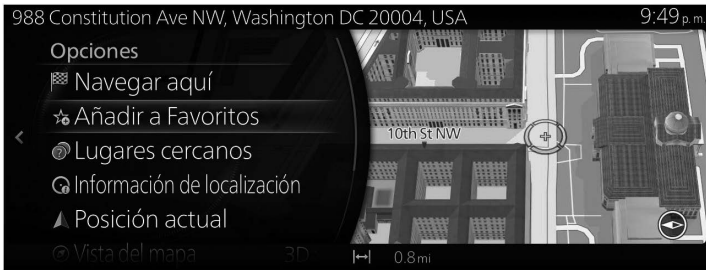 988 Constitution Ave NW, Washington DC 20004, USA 9:49 p. m.
Opciones
Navegar aquí
Añadir a Favoritos
Lugares cercanos
Información de localización
Posición actual
Vista del mapa 3D
10th St NW
0.8 mi